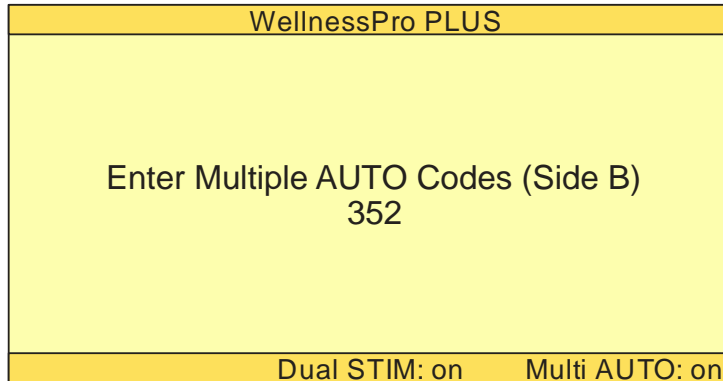 WellnessPro PLUS
Enter Multiple AUTO Codes (Side B)
352
Dual STIM: on Multi AUTO: on